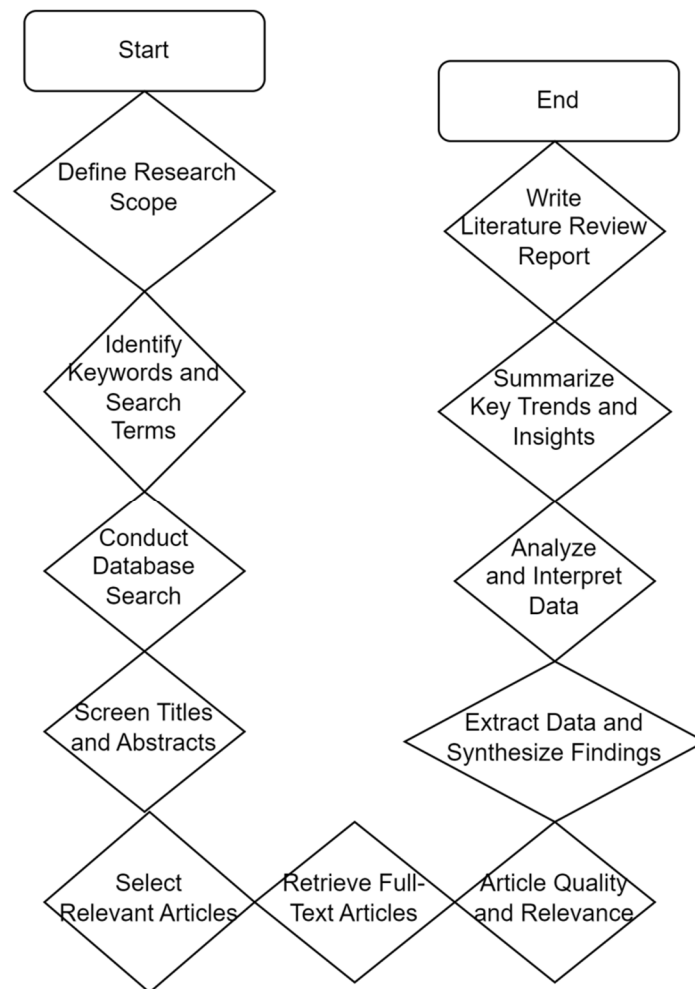 Start
Define Research
Scope
Identify
Keywords and
Search
Terms
Conduct
Database
Search
Screen Titles
and Abstracts
Select
Relevant Articles
Retrieve Full-
Text Articles
Article Quality
and Relevance
Extract Data and
Synthesize Findings
Analyze
and Interpret
Data
Summarize
Key Trends and
Insights
Write
Literature Review
Report
End